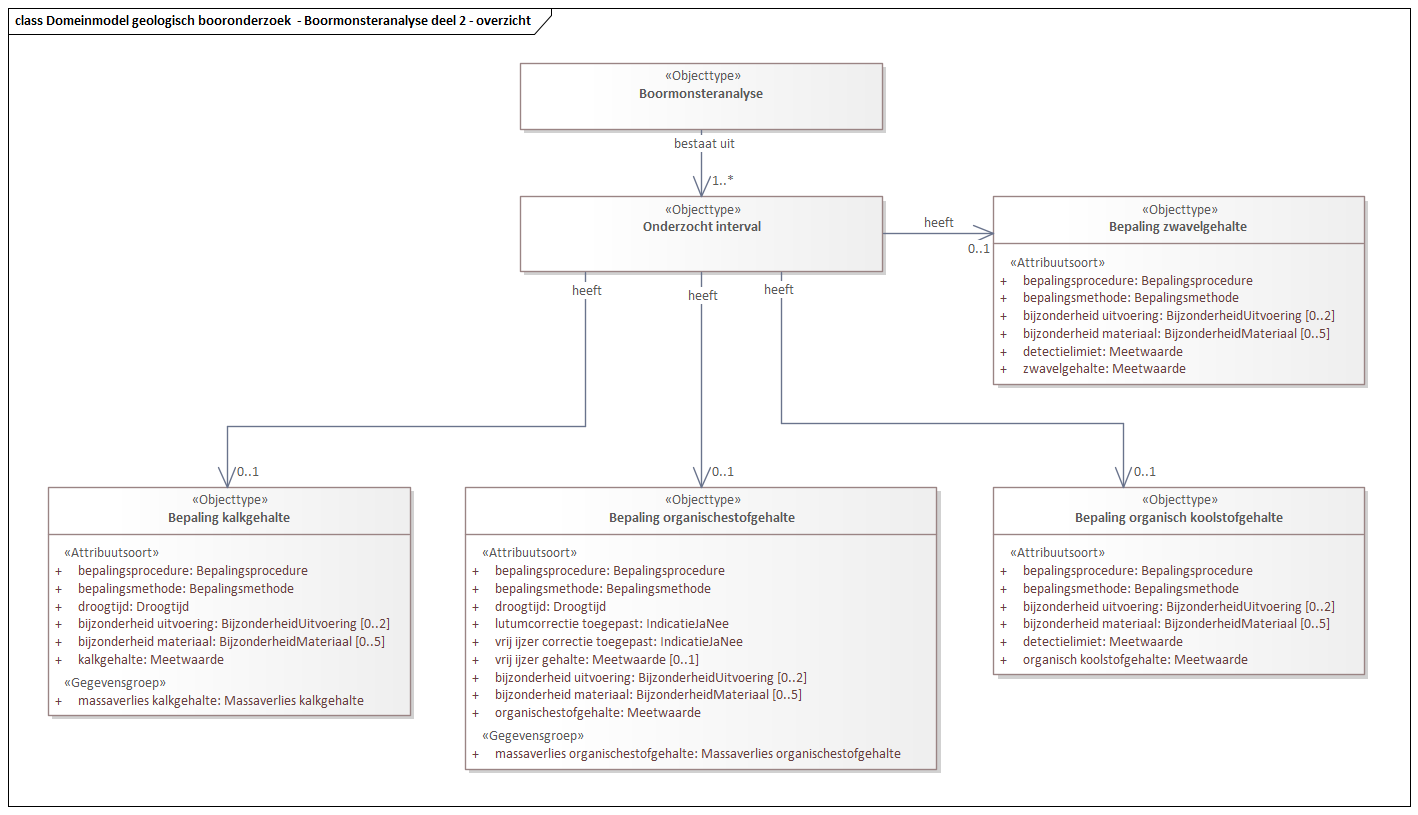 class Domeinmodel geologisch booronderzoek  - Boormonsteranalyse deel 2 - overzicht
«Objecttype»
Boormonsteranalyse
bestaat uit
1..*
«Objecttype»
Onderzocht interval
heeft
0..1
«Objecttype»
Bepaling zwavelgehalte
«Attribuutsoort»
+ bepalingsprocedure: Bepalingsprocedure
+ bepalingsmethode: Bepalingsmethode
+ bijzonderheid uitvoering: BijzonderheidUitvoering [0..2]
+ bijzonderheid materiaal: BijzonderheidMateriaal [0..5]
+ detectielimiet: Meetwaarde
+ zwavelgehalte: Meetwaarde
heeft
heeft
heeft
0..1
0..1
0..1
«Objecttype»
Bepaling kalkgehalte
«Attribuutsoort»
+ bepalingsprocedure: Bepalingsprocedure
+ bepalingsmethode: Bepalingsmethode
+ droogtijd: Droogtijd
+ bijzonderheid uitvoering: BijzonderheidUitvoering [0..2]
+ bijzonderheid materiaal: BijzonderheidMateriaal [0..5]
+ kalkgehalte: Meetwaarde
«Gegevensgroep»
+ massaverlies kalkgehalte: Massaverlies kalkgehalte
«Objecttype»
Bepaling organischestofgehalte
«Attribuutsoort»
+ bepalingsprocedure: Bepalingsprocedure
+ bepalingsmethode: Bepalingsmethode
+ droogtijd: Droogtijd
+ lutumcorrectie toegepast: IndicatieJaNee
+ vrij ijzer correctie toegepast: IndicatieJaNee
+ vrij ijzer gehalte: Meetwaarde [0..1]
+ bijzonderheid uitvoering: BijzonderheidUitvoering [0..2]
+ bijzonderheid materiaal: BijzonderheidMateriaal [0..5]
+ organischestofgehalte: Meetwaarde
«Gegevensgroep»
+ massaverlies organischestofgehalte: Massaverlies organischestofgehalte
«Objecttype»
Bepaling organisch koolstofgehalte
«Attribuutsoort»
+ bepalingsprocedure: Bepalingsprocedure
+ bepalingsmethode: Bepalingsmethode
+ bijzonderheid uitvoering: BijzonderheidUitvoering [0..2]
+ bijzonderheid materiaal: BijzonderheidMateriaal [0..5]
+ detectielimiet: Meetwaarde
+ organisch koolstofgehalte: Meetwaarde